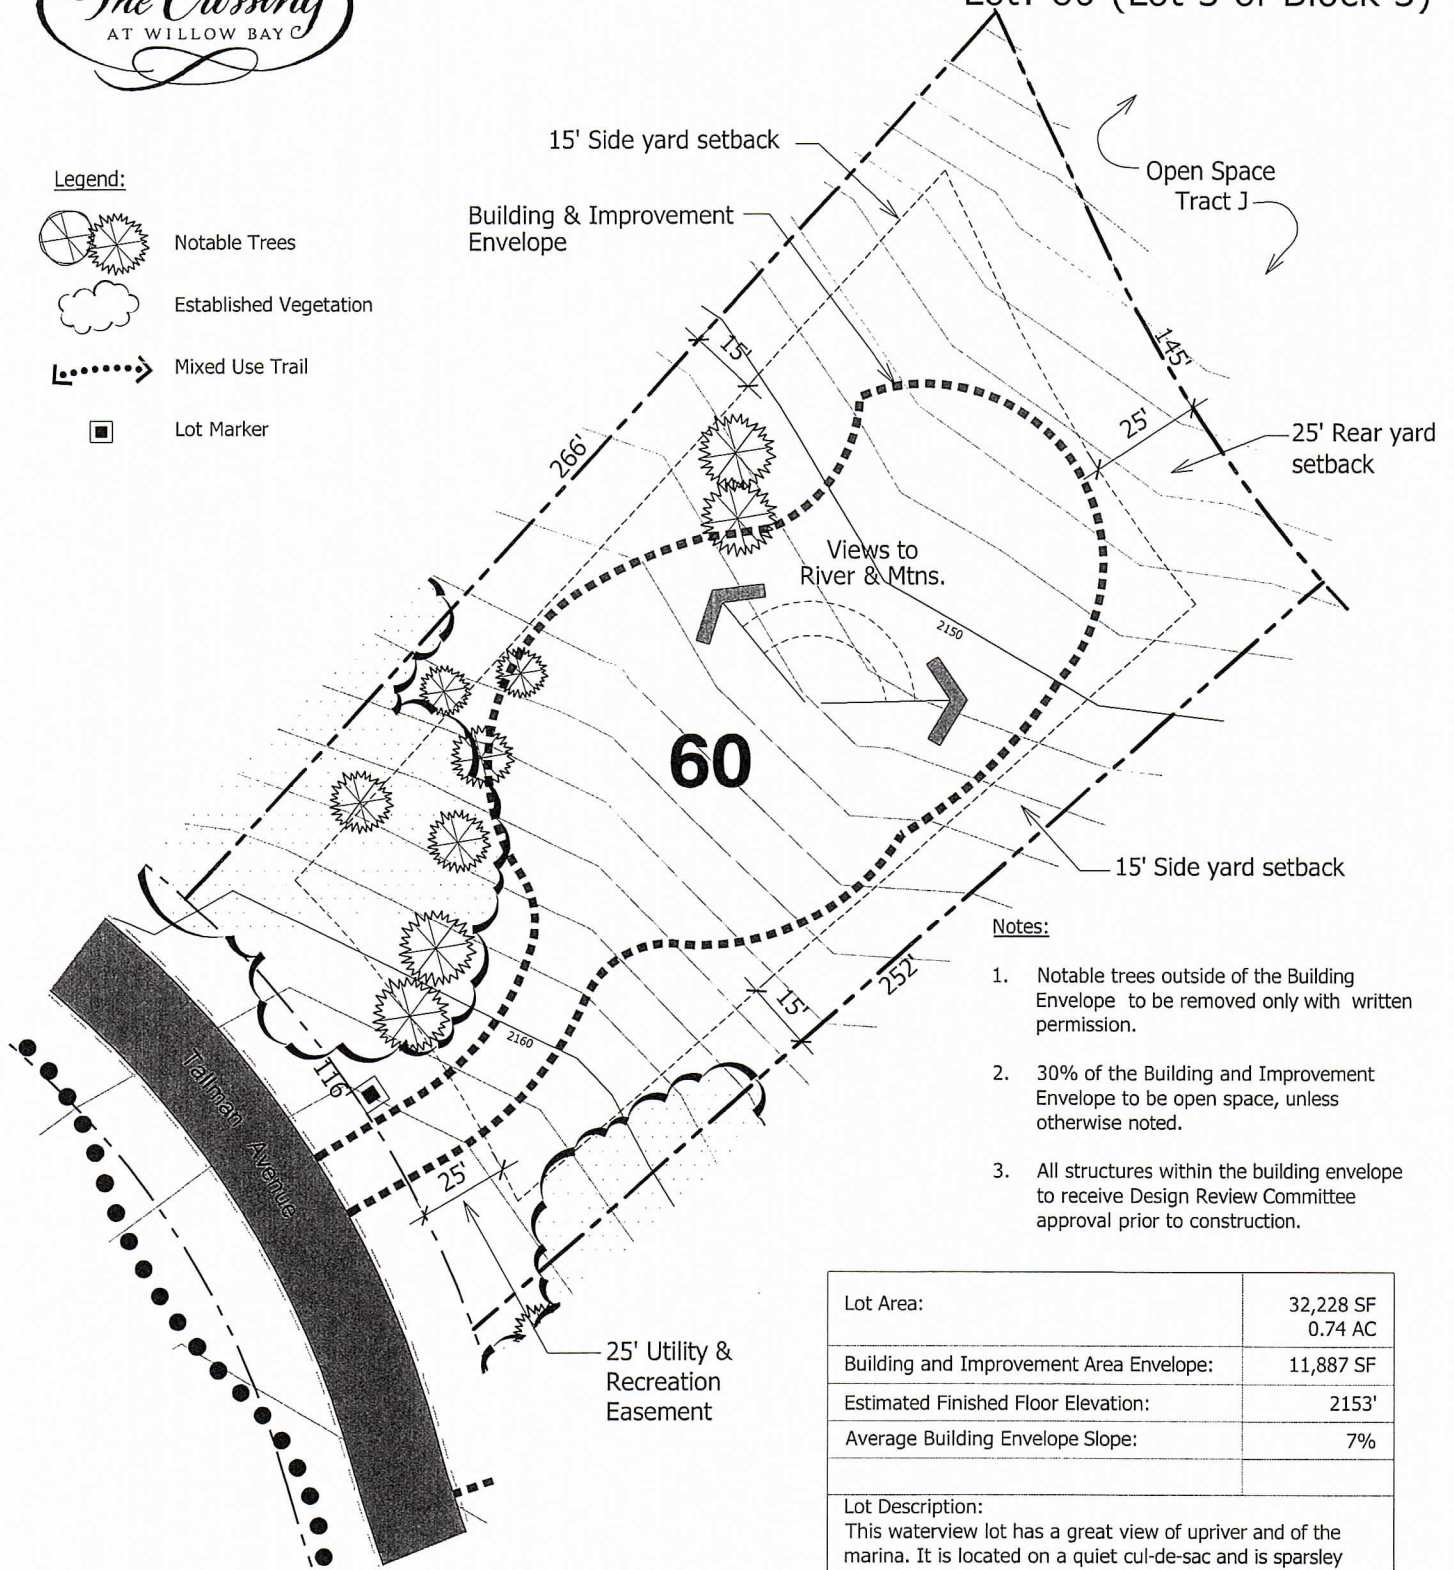 The Crossing
AT WILLOW BAY
Lot: 60 (Lot 5 of Block 5)
Legend:
Notable Trees
Established Vegetation
Mixed Use Trail
Lot Marker
15' Side yard setback
Building & Improvement
Envelope
Open Space
Tract J
15'
145'
25'
25' Rear yard
setback
266'
Views to
River & Mtns.
2150
60
15' Side yard setback
252'
15'
2160
116'
Tallman Avenue
25'
25' Utility &
Recreation
Easement
Notes:
1. Notable trees outside of the Building
Envelope to be removed only with written
permission.
2. 30% of the Building and Improvement
Envelope to be open space, unless
otherwise noted.
3. All structures within the building envelope
to receive Design Review Committee
approval prior to construction.
Lot Area: 32,228 SF
0.74 AC
Building and Improvement Area Envelope: 11,887 SF
Estimated Finished Floor Elevation: 2153'
Average Building Envelope Slope: 7%
Lot Description:
This waterview lot has a great view of upriver and of the
marina. It is located on a quiet cul-de-sac and is sparsley